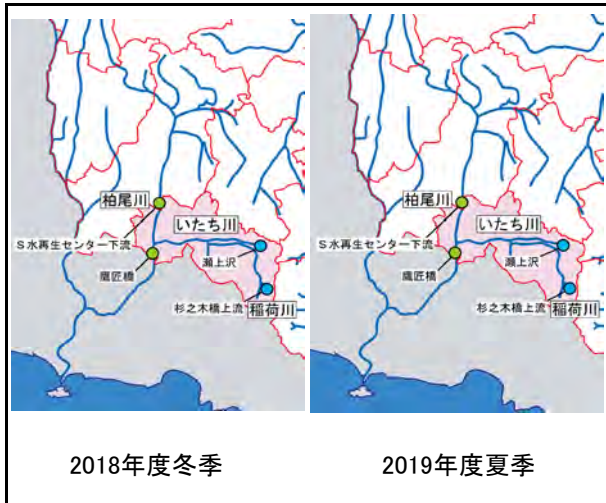 柏尾川
いたち川
S水再生センター下流
瀬上沢
鷹匠橋
杉之木橋上流
稲荷川
2018年度冬季
柏尾川
いたち川
S水再生センター下流
瀬上沢
鷹匠橋
杉之木橋上流
稲荷川
2019年度夏季